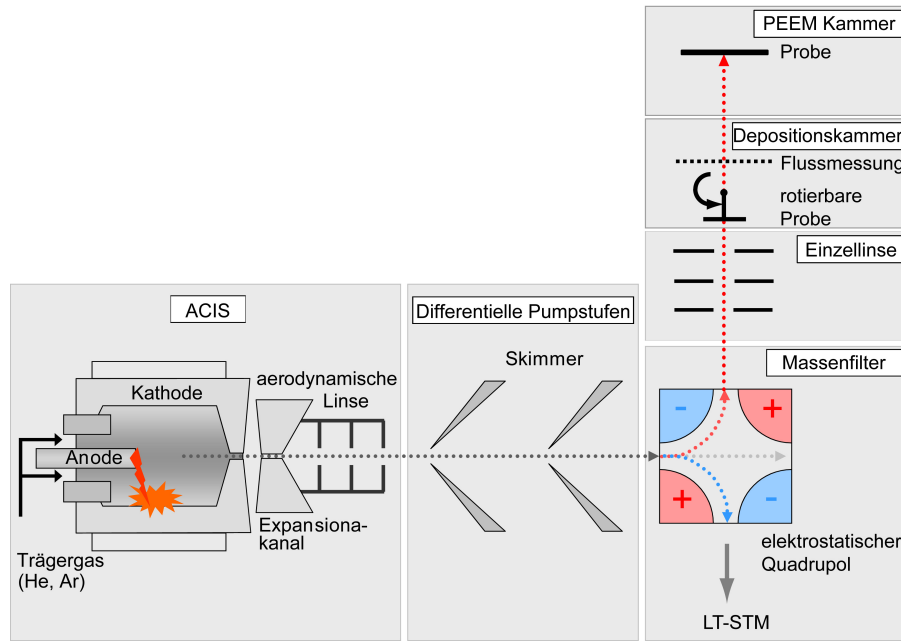 PEEM Kammer
Probe
Depositionskammer
Flussmessung
rotierbare
Probe
Einzellinse
ACIS
Differentielle Pumpstufen
Massenfilter
Skimmer
aerodynamische
Linse
Kathode
Anode
Expansiona-
kanal
Trägergas
(He, Ar)
-
+
+
-
elektrostatischer
Quadrupol
LT-STM